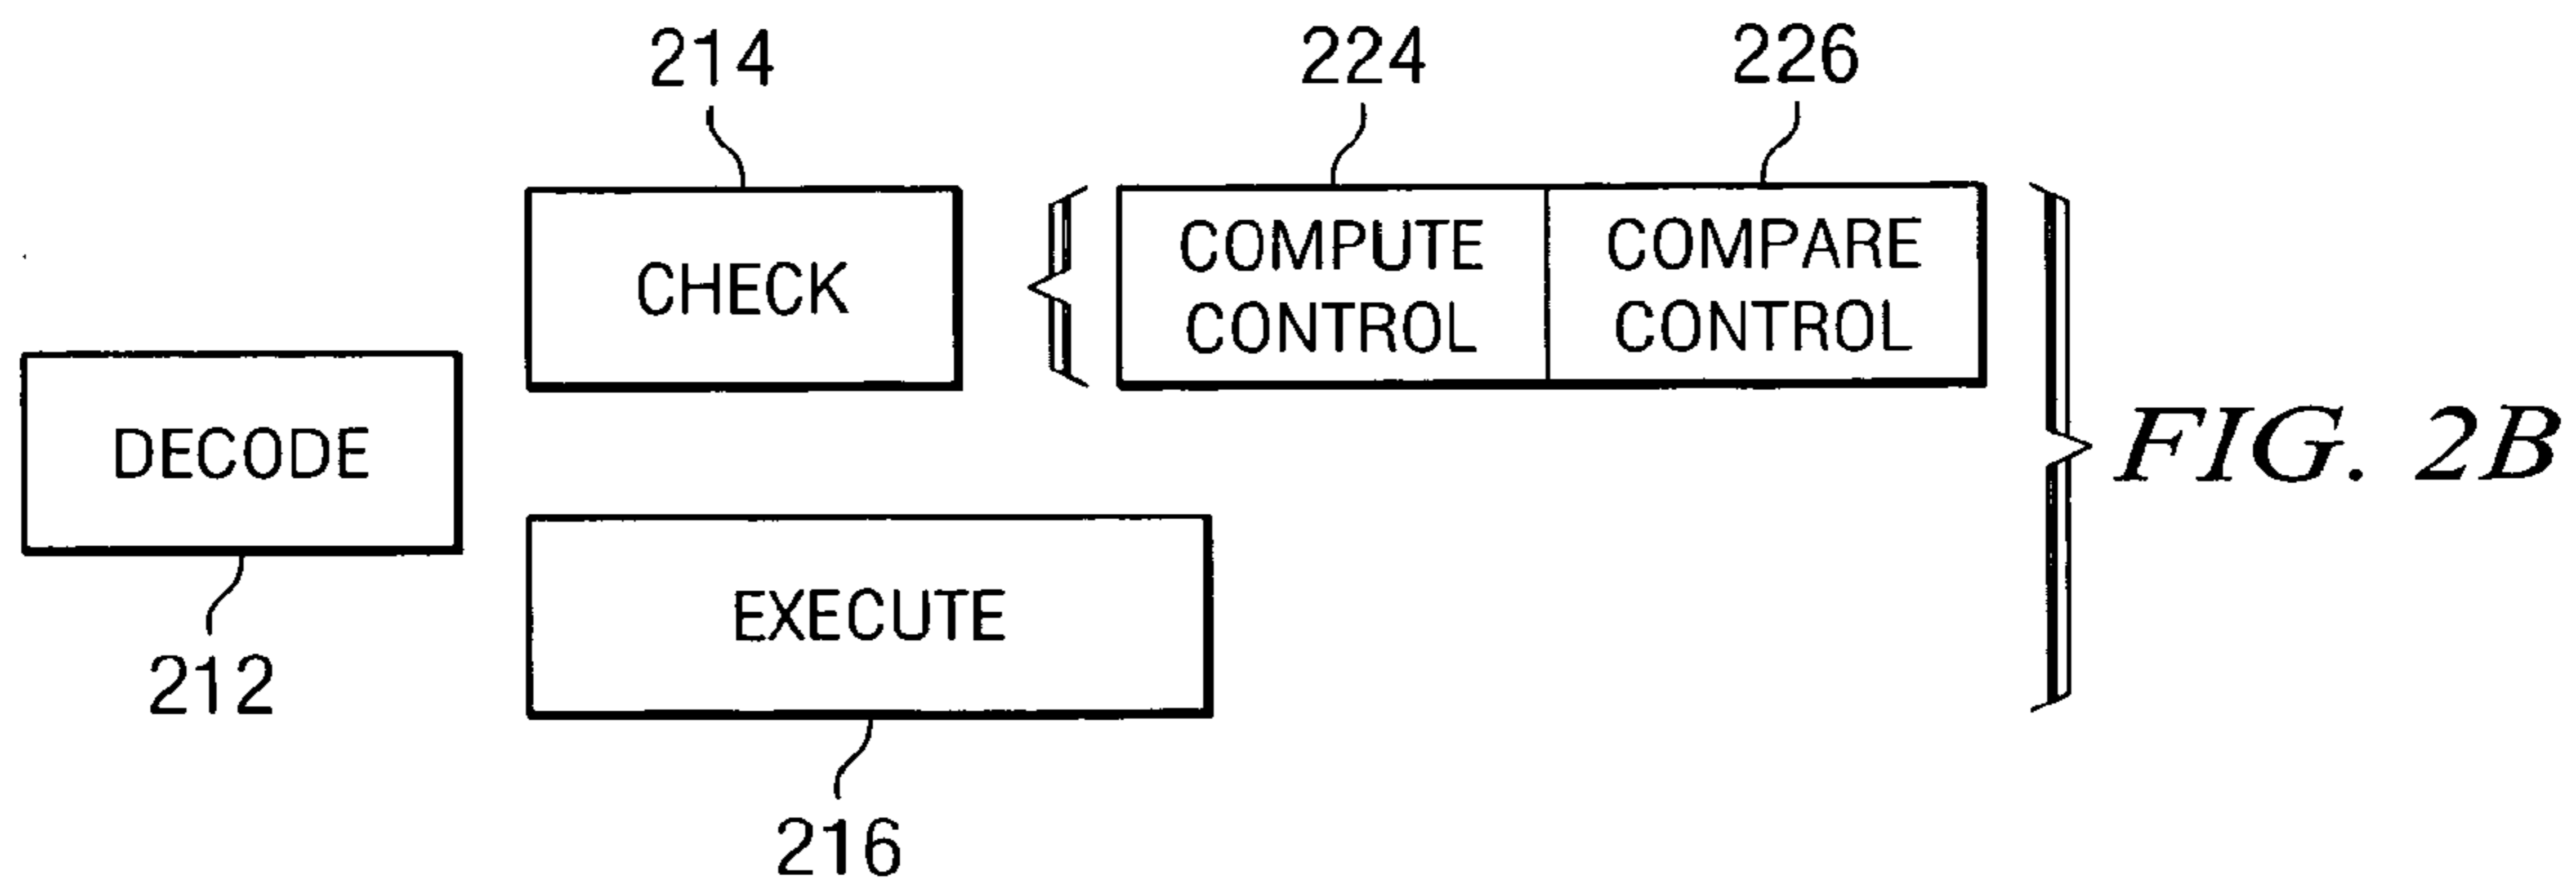 214
224
226
CHECK
COMPUTE
CONTROL
COMPARE
CONTROL
DECODE
FIG. 2B
EXECUTE
212
216